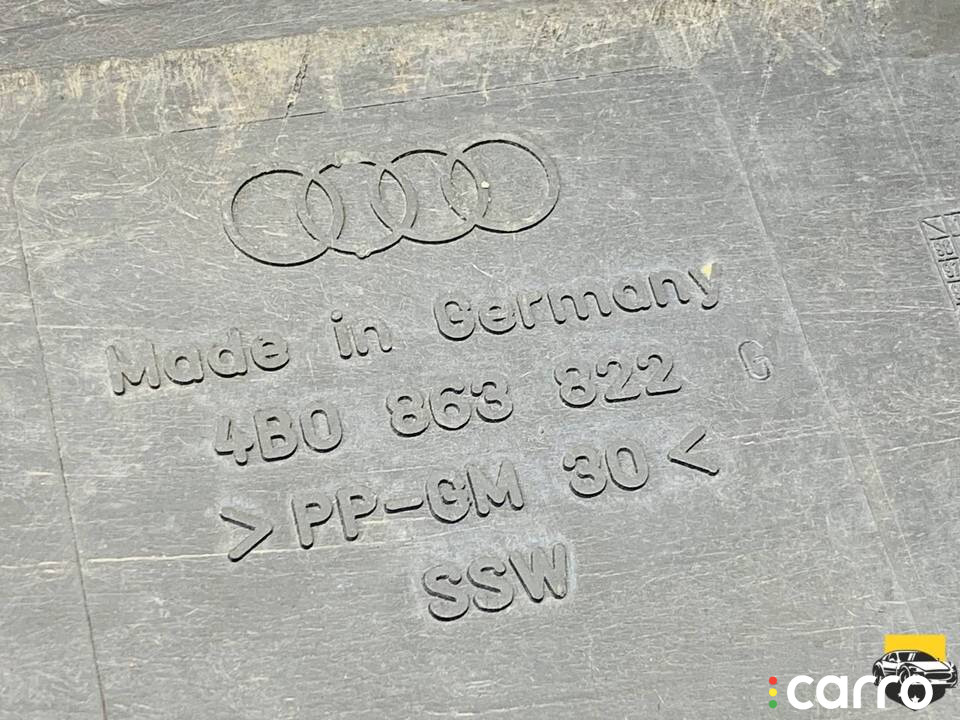 Made in Germany
4B0 863 822 G
>PP-GM 30<
SSW
carro